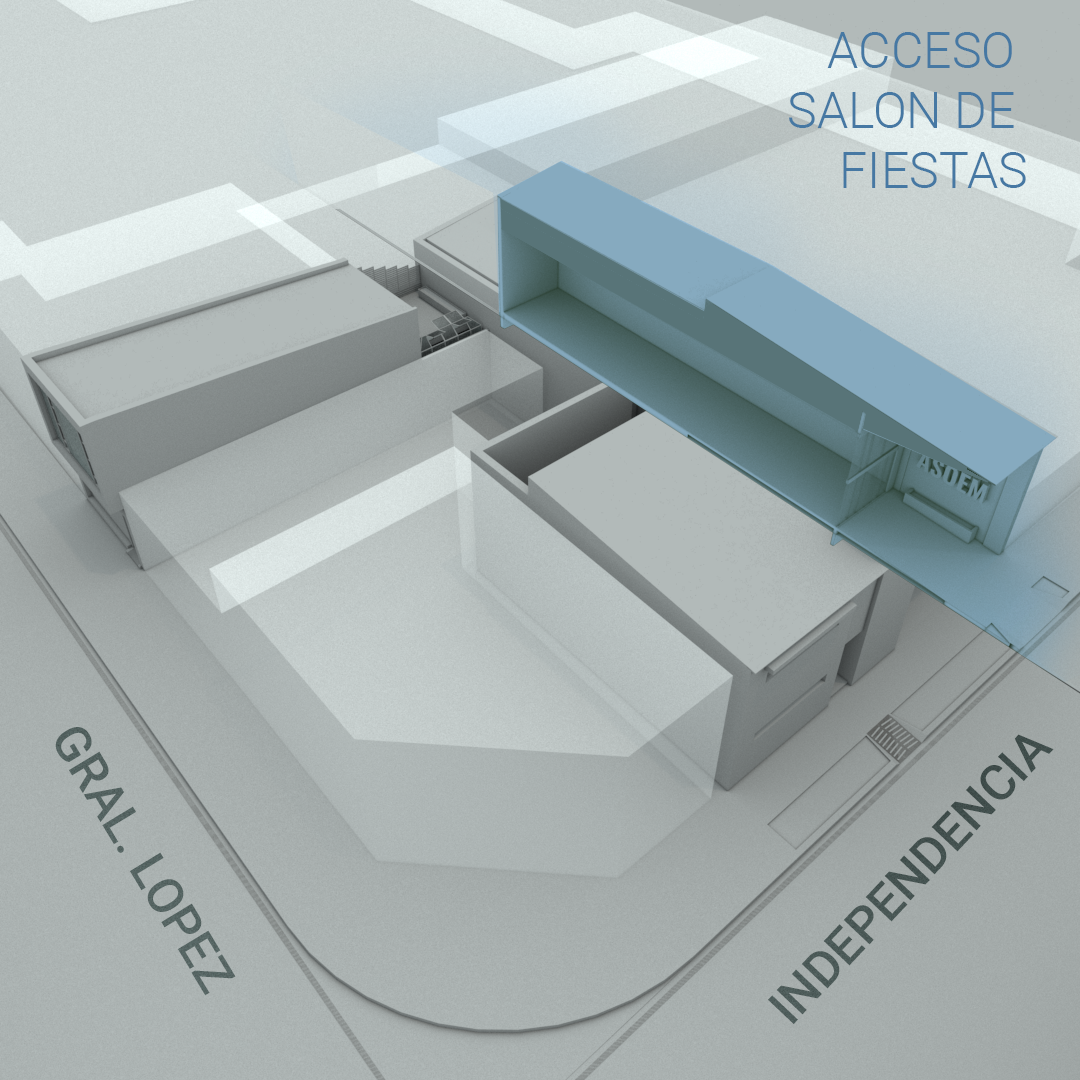 ACCESO
SALON DE
FIESTAS
ASOEM
GRAL. LOPEZ
INDEPENDENCIA